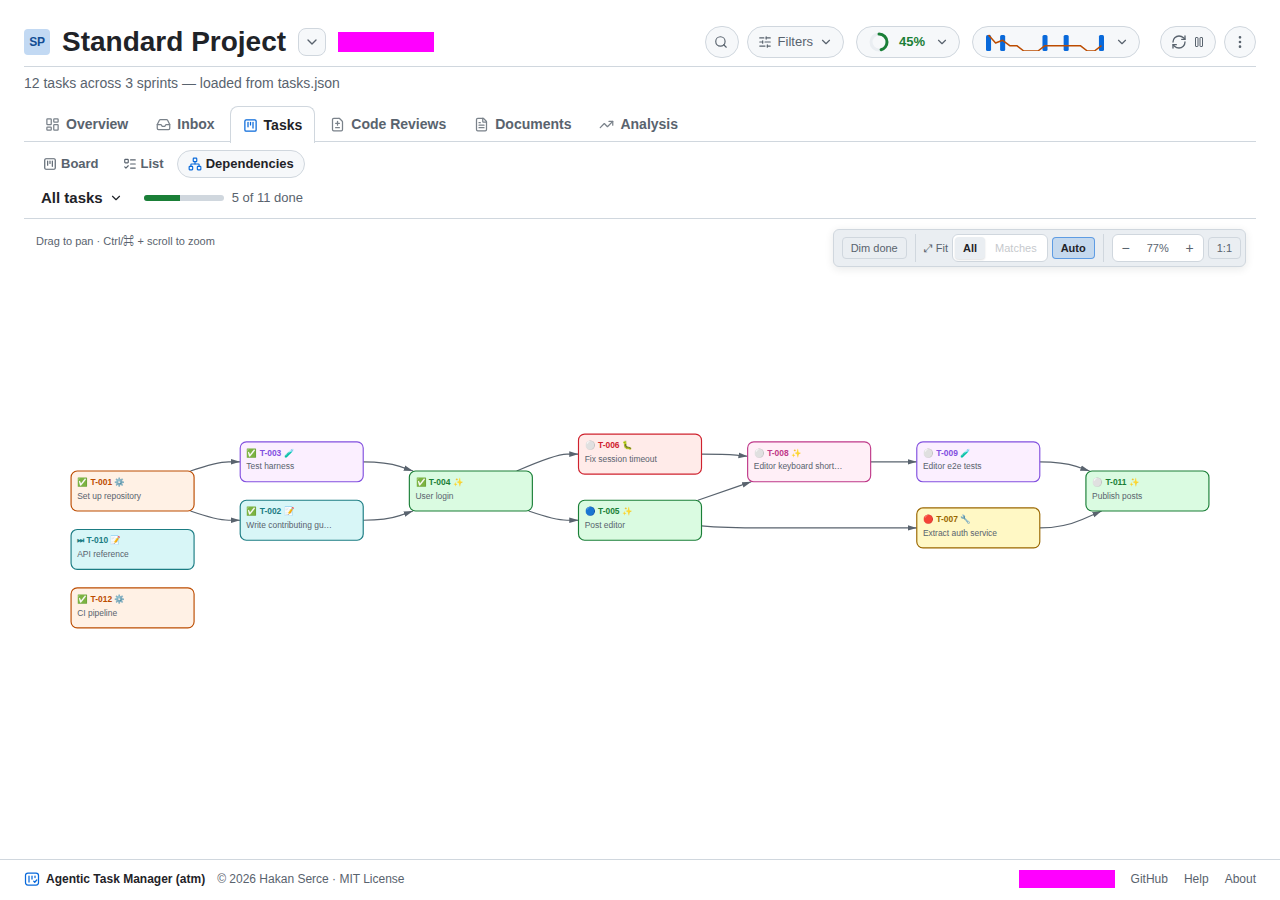 SP Standard Project Filters 45%
12 tasks across 3 sprints — loaded from tasks.json
Overview Inbox Tasks Code Reviews Documents Analysis
Board List Dependencies
All tasks 5 of 11 done
Drag to pan · Ctrl/⌘ + scroll to zoom
Dim done Fit All Matches Auto − 77% + 1:1
T-001
Set up repository
T-010
API reference
T-012
CI pipeline
T-003
Test harness
T-002
Write contributing gu…
T-004
User login
T-006
Fix session timeout
T-005
Post editor
T-008
Editor keyboard short…
T-009
Editor e2e tests
T-007
Extract auth service
T-011
Publish posts
Agentic Task Manager (atm) © 2026 Hakan Serce · MIT License GitHub Help About